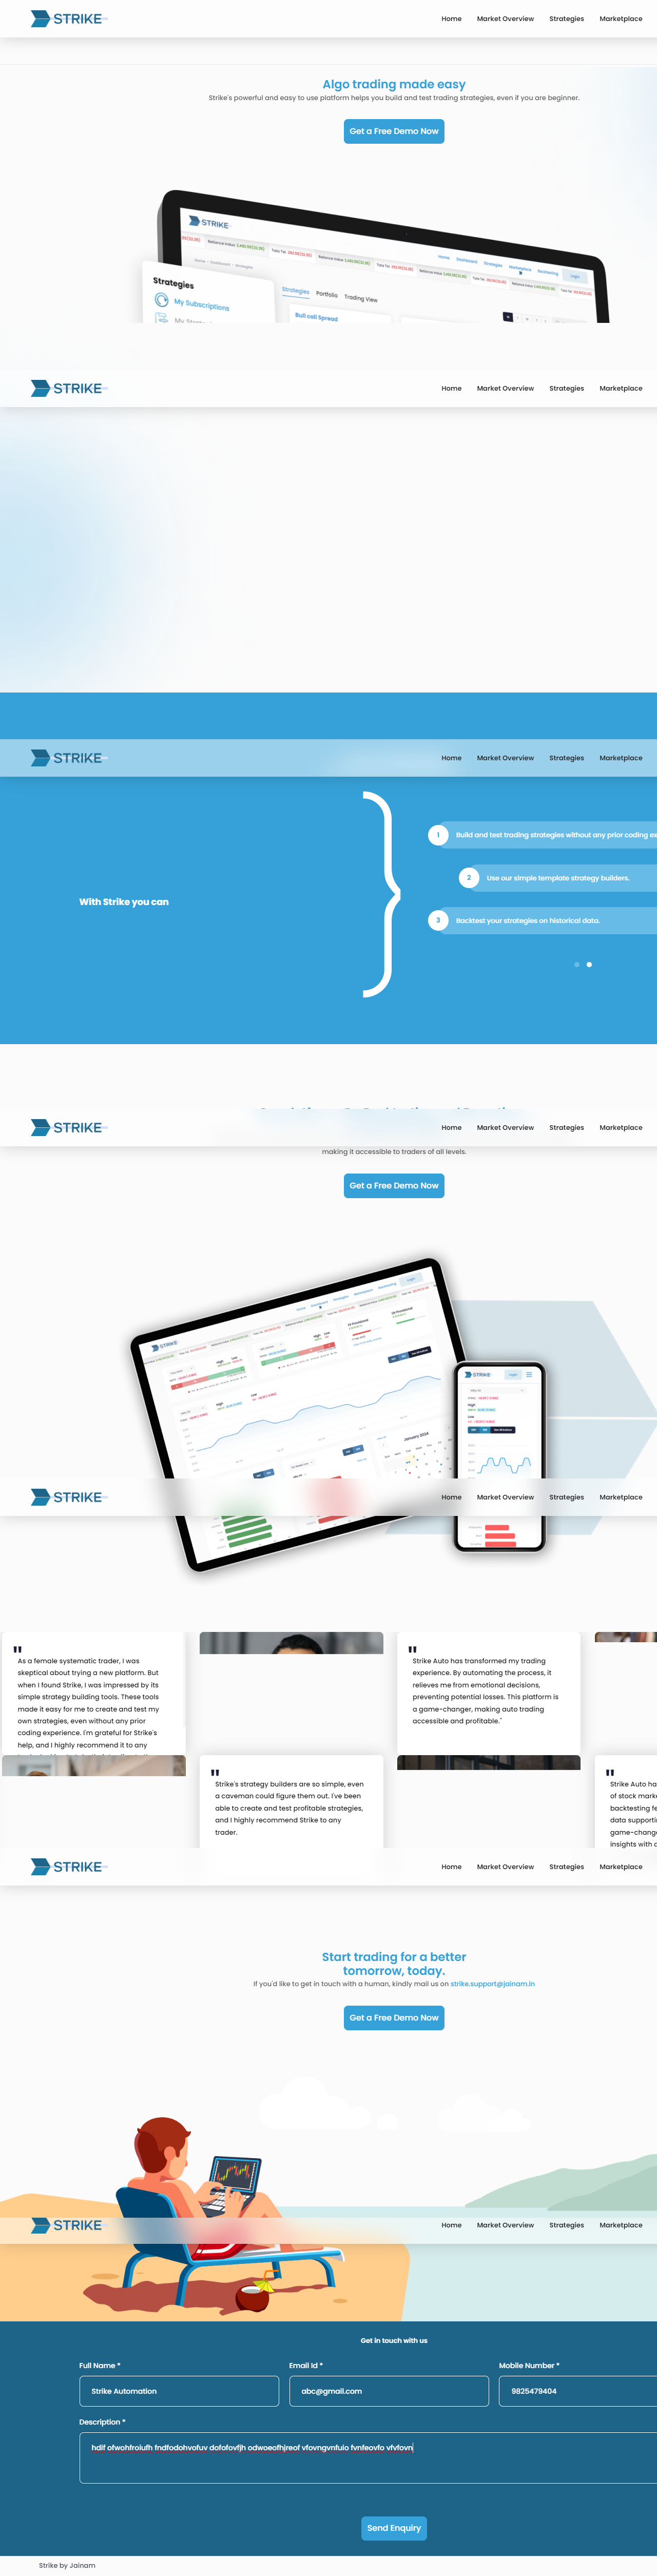 STRIKE
Home Market Overview Strategies Marketplace
Algo trading made easy
Strike's powerful and easy to use platform helps you build and test trading strategies, even if you are beginner.
Get a Free Demo Now
STRIKE
Strategies
My Subscriptions
Strategies Portfolio Trading View
Bull call Spread
STRIKE
Home Market Overview Strategies Marketplace
STRIKE
Home Market Overview Strategies Marketplace
1 Build and test trading strategies without any prior coding ex
2 Use our simple template strategy builders.
With Strike you can
3 Backtest your strategies on historical data.
STRIKE
Home Market Overview Strategies Marketplace
making it accessible to traders of all levels.
Get a Free Demo Now
STRIKE
January 2024
STRIKE
STRIKE
Home Market Overview Strategies Marketplace
"
As a female systematic trader, I was
skeptical about trying a new platform. But
when I found Strike, I was impressed by its
simple strategy building tools. These tools
made it easy for me to create and test my
own strategies, even without any prior
coding experience. I'm grateful for Strike's
help, and I highly recommend it to any
"
Strike Auto has transformed my trading
experience. By automating the process, it
relieves me from emotional decisions,
preventing potential losses. This platform is
a game-changer, making auto trading
accessible and profitable."
"
Strike's strategy builders are so simple, even
a caveman could figure them out. I've been
able to create and test profitable strategies,
and I highly recommend Strike to any
trader.
"
Strike Auto ha
of stock mark
backtesting fe
data supporti
game-chang
insights with
STRIKE
Home Market Overview Strategies Marketplace
Start trading for a better
tomorrow, today.
If you'd like to get in touch with a human, kindly mail us on strike.support@jainam.in
Get a Free Demo Now
STRIKE
Home Market Overview Strategies Marketplace
Get in touch with us
Full Name * Email Id * Mobile Number *
Strike Automation abc@gmail.com 9825479404
Description *
hdif ofwohfroiufh fndfodohvofuv dofofovfjh odwoeofhjreof vfovngvnfuio fvnfeovfo vfvfovn
Send Enquiry
Strike by Jainam